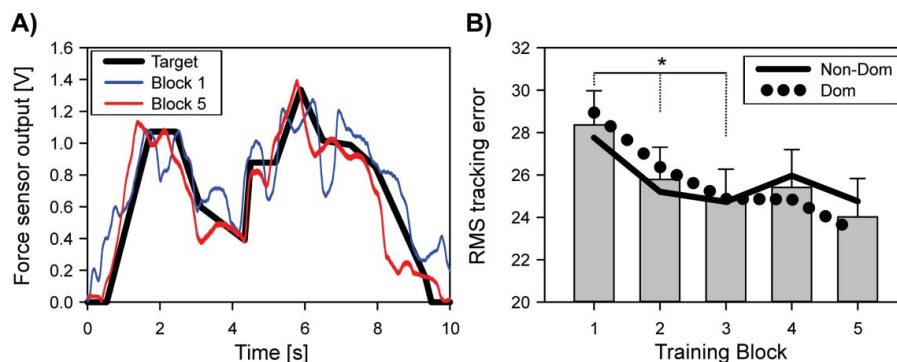 A)
Force sensor output [V]
1.6
1.4
1.2
1.0
0.8
0.6
0.4
0.2
0.0
Target
Block 1
Block 5
0 2 4 6 8 10
Time [s]
B)
RMS tracking error
32
30
28
26
24
22
20
*
Non-Dom
Dom
1 2 3 4 5
Training Block